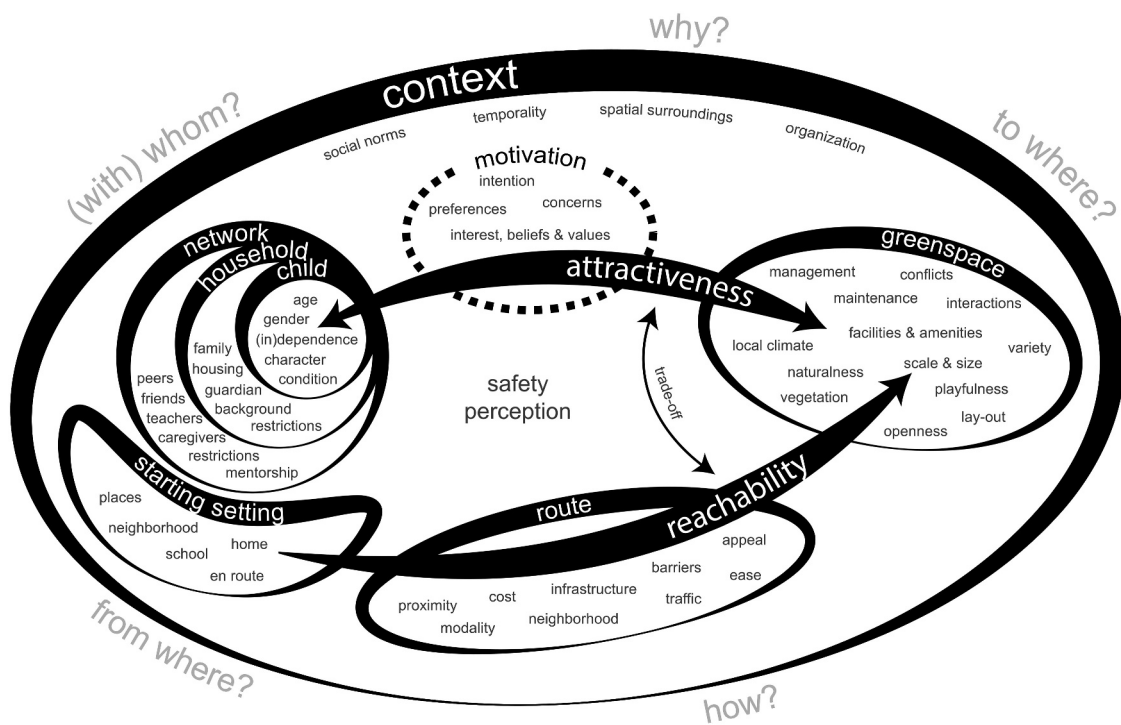 why?
(with) whom?
to where?
from where?
how?
context
social norms
temporality
spatial surroundings
organization
motivation
intention
preferences
concerns
interest, beliefs & values
attractiveness
network
household
child
age
gender
(in)dependence
character
condition
family
housing
guardian
background
restrictions
peers
friends
teachers
caregivers
restrictions
mentorship
safety
perception
trade-off
greenspace
management
conflicts
maintenance
interactions
facilities & amenities
local climate
variety
scale & size
naturalness
playfulness
vegetation
lay-out
openness
starting setting
places
neighborhood
home
school
en route
route
reachability
appeal
barriers
ease
infrastructure
cost
traffic
proximity
neighborhood
modality